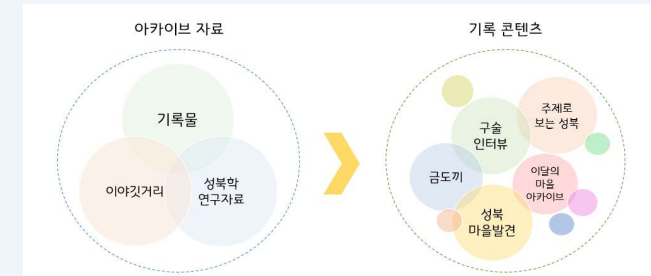 아카이브 자료
기록물
이야깃거리
성북학
연구자료
기록 콘텐츠
구술
인터뷰
주제로
보는 성북
금도끼
이달의
마을
아카이브
성북
마을발견